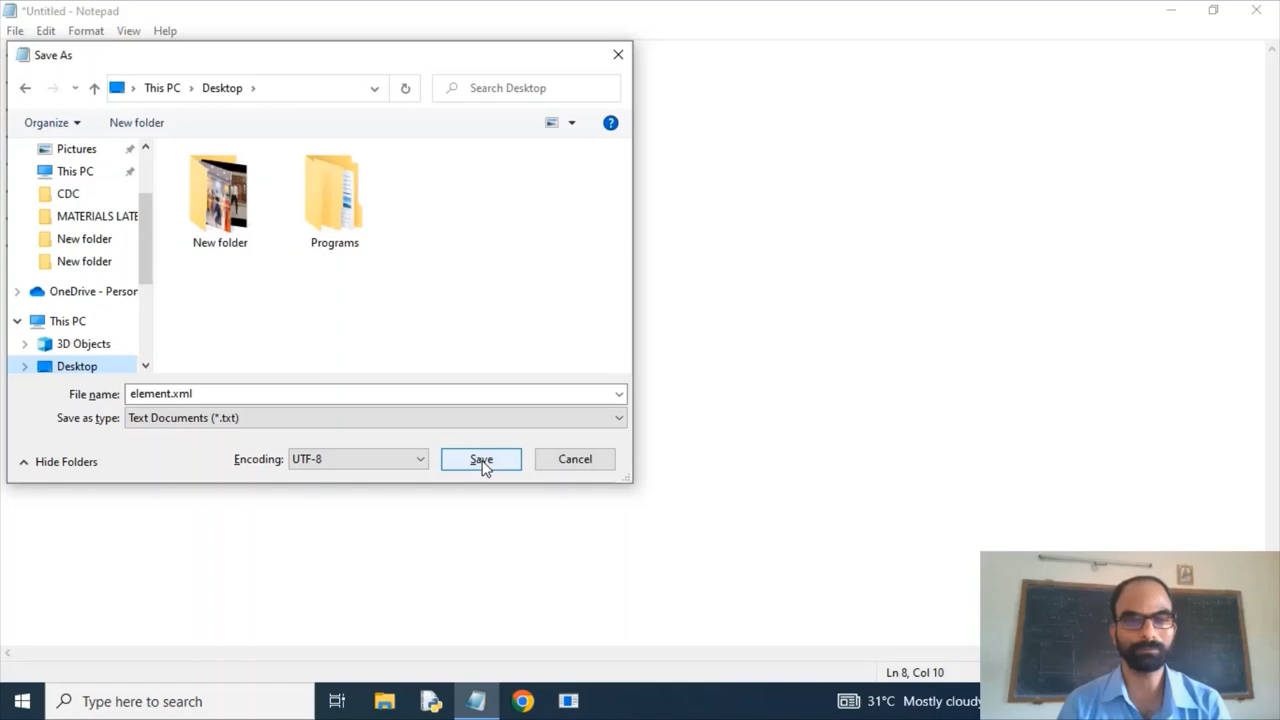 *Untitled - Notepad
File Edit Format View Help
Save As
This PC Desktop
Search Desktop
Organize New folder
Pictures
This PC
CDC
MATERIALS LATE
New folder
New folder
OneDrive - Person
This PC
3D Objects
Desktop
New folder
Programs
File name: element.xml
Save as type: Text Documents (*.txt)
Hide Folders
Encoding: UTF-8
Save
Cancel
Ln 8, Col 10
Type here to search
31°C Mostly cloudy